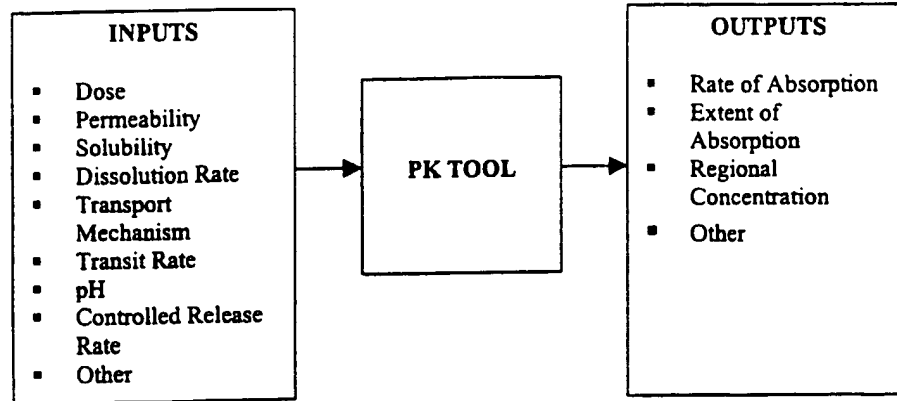 INPUTS
▪ Dose
▪ Permeability
▪ Solubility
▪ Dissolution Rate
▪ Transport
Mechanism
▪ Transit Rate
▪ pH
▪ Controlled Release
Rate
▪ Other
PK TOOL
OUTPUTS
▪ Rate of Absorption
▪ Extent of
Absorption
▪ Regional
Concentration
▪ Other